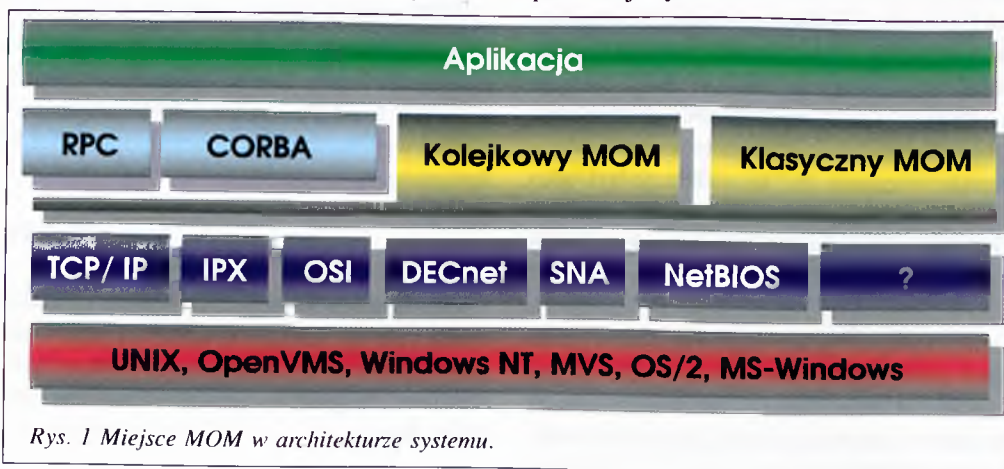 Aplikacja
RPC CORBA Kolejkowy MOM Klasyczny MOM
TCP/ IP IPX OSI DECnet SNA NetBIOS ?
UNIX, OpenVMS, Windows NT, MVS, OS/2, MS-Windows
Rys. 1 Miejsce MOM w architekturze systemu.